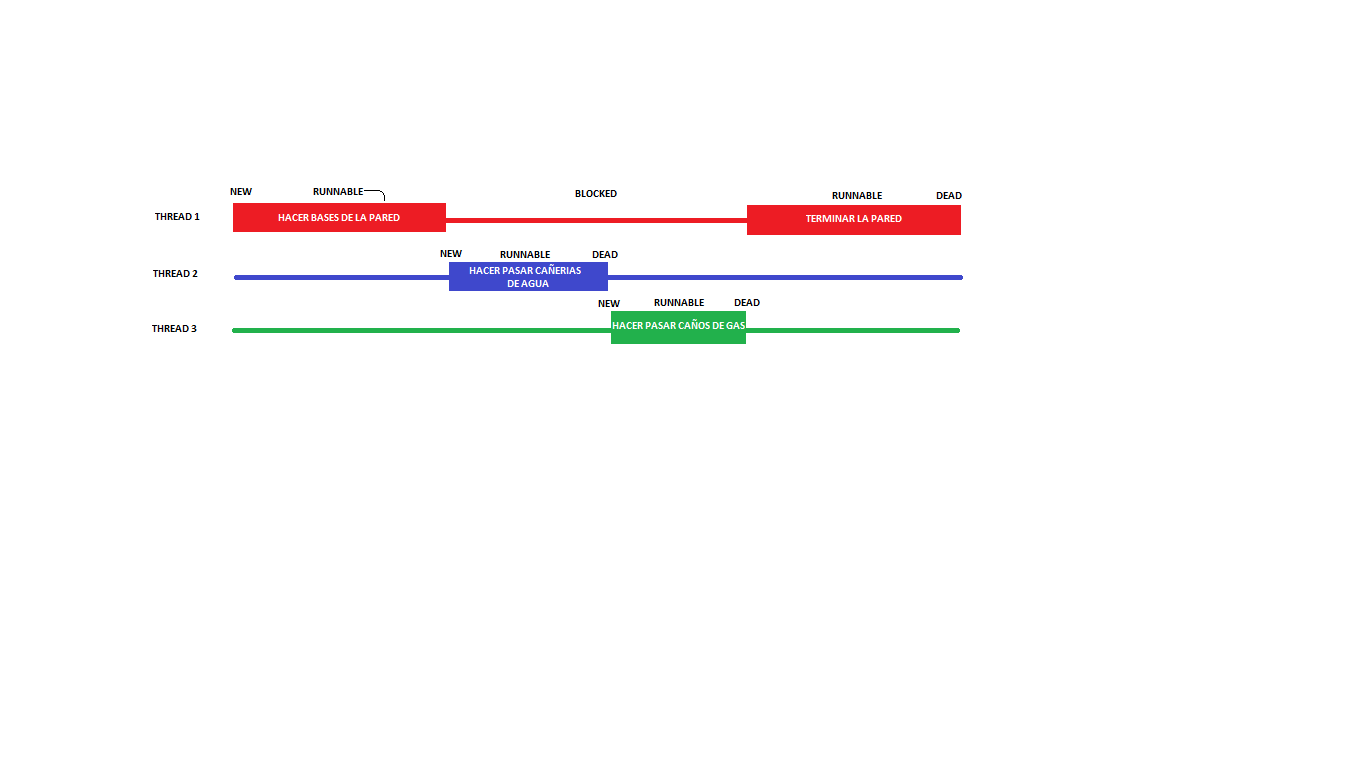 NEW RUNNABLE BLOCKED RUNNABLE DEAD
THREAD 1 HACER BASES DE LA PARED TERMINAR LA PARED
NEW RUNNABLE DEAD
THREAD 2 HACER PASAR CAÑERIAS
DE AGUA
NEW RUNNABLE DEAD
THREAD 3 HACER PASAR CAÑOS DE GAS